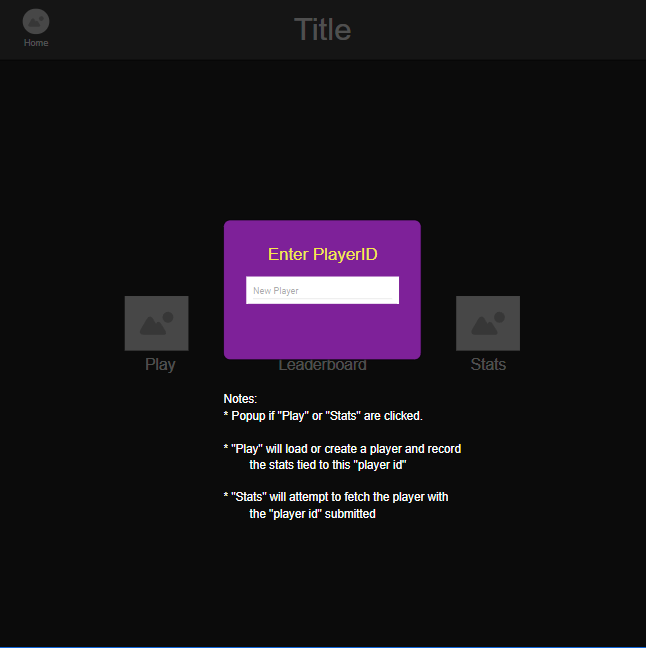 Title
Home
Enter PlayerID
New Player
Play
Leaderboard
Stats
Notes:
* Popup if "Play" or "Stats" are clicked.
* "Play" will load or create a player and record
the stats tied to this "player id"
* "Stats" will attempt to fetch the player with
the "player id" submitted